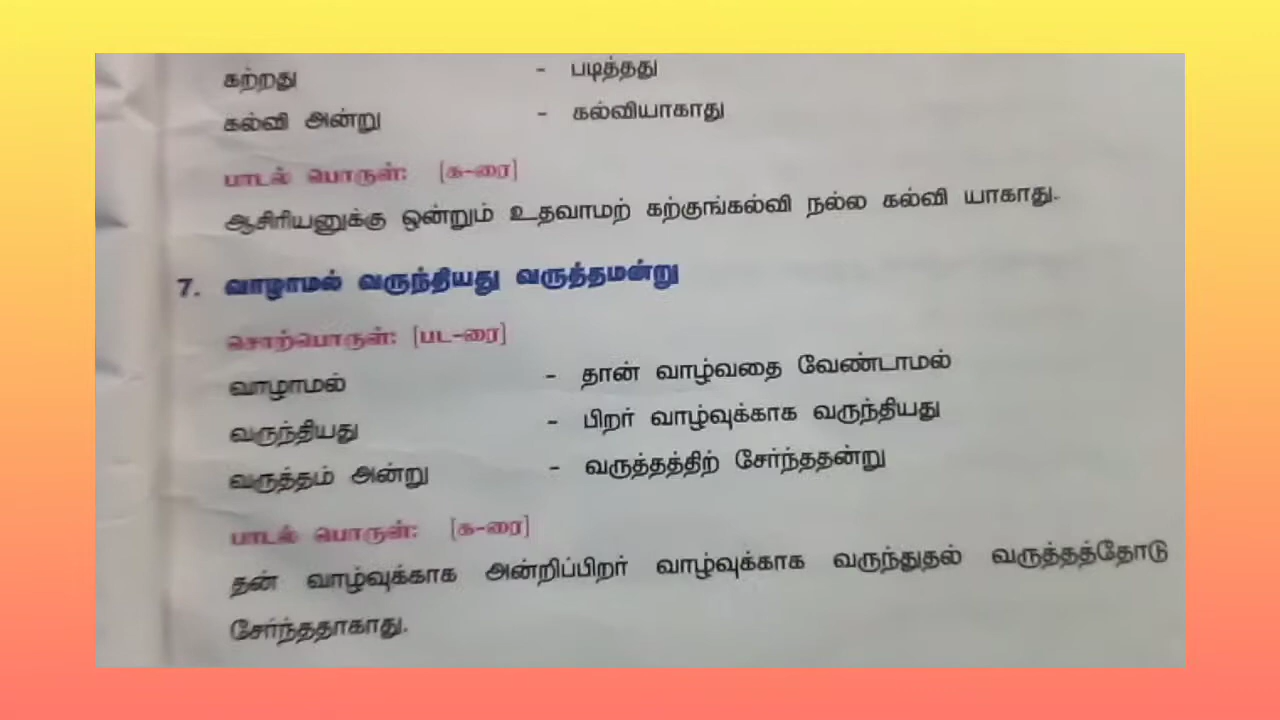 கற்றது - படித்தது
கல்வி அன்று - கல்வியாகாது
பாடல் பொருள்: [க-ரை]
ஆசிரியனுக்கு ஒன்றும் உதவாமற் கற்குங்கல்வி நல்ல கல்வி யாகாது.
7. வாழாமல் வருந்தியது வருத்தமன்று
சொற்பொருள்: [பட-ரை]
வாழாமல் - தான் வாழ்வதை வேண்டாமல்
வருந்தியது - பிறர் வாழ்வுக்காக வருந்தியது
வருத்தம் அன்று - வருத்தத்திற் சேர்ந்ததன்று
பாடல் பொருள்: [க-ரை]
தன் வாழ்வுக்காக அன்றிப்பிறர் வாழ்வுக்காக வருந்துதல் வருத்தத்தோடு
சேர்ந்ததாகாது.